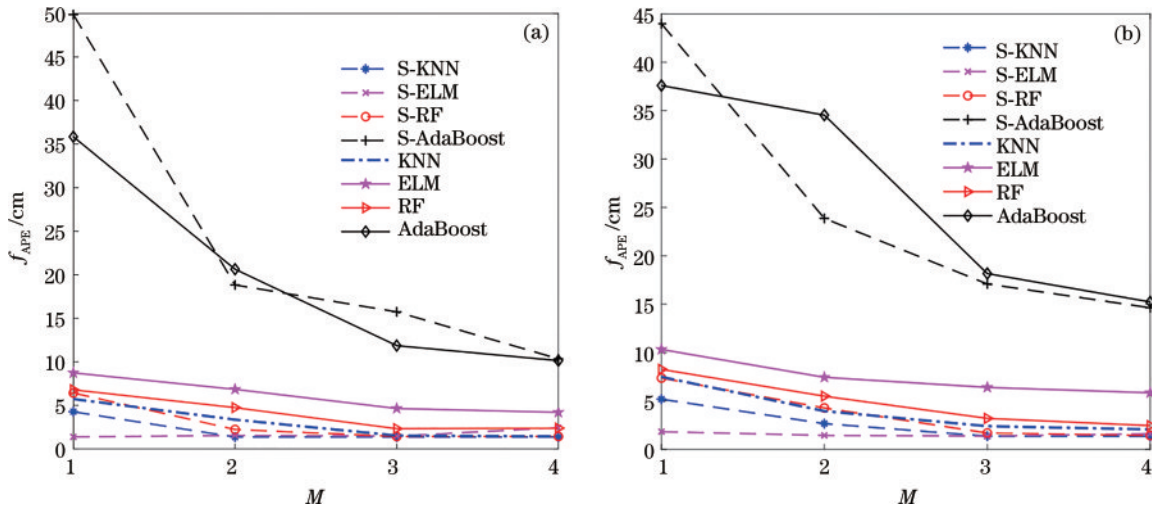 (a)
50
45
40
35
30
25
20
15
10
5
0
f_APE/cm
S-KNN
S-ELM
S-RF
S-AdaBoost
KNN
ELM
RF
AdaBoost
1 2 3 4
M
(b)
45
40
35
30
25
20
15
10
5
0
f_APE/cm
S-KNN
S-ELM
S-RF
S-AdaBoost
KNN
ELM
RF
AdaBoost
1 2 3 4
M